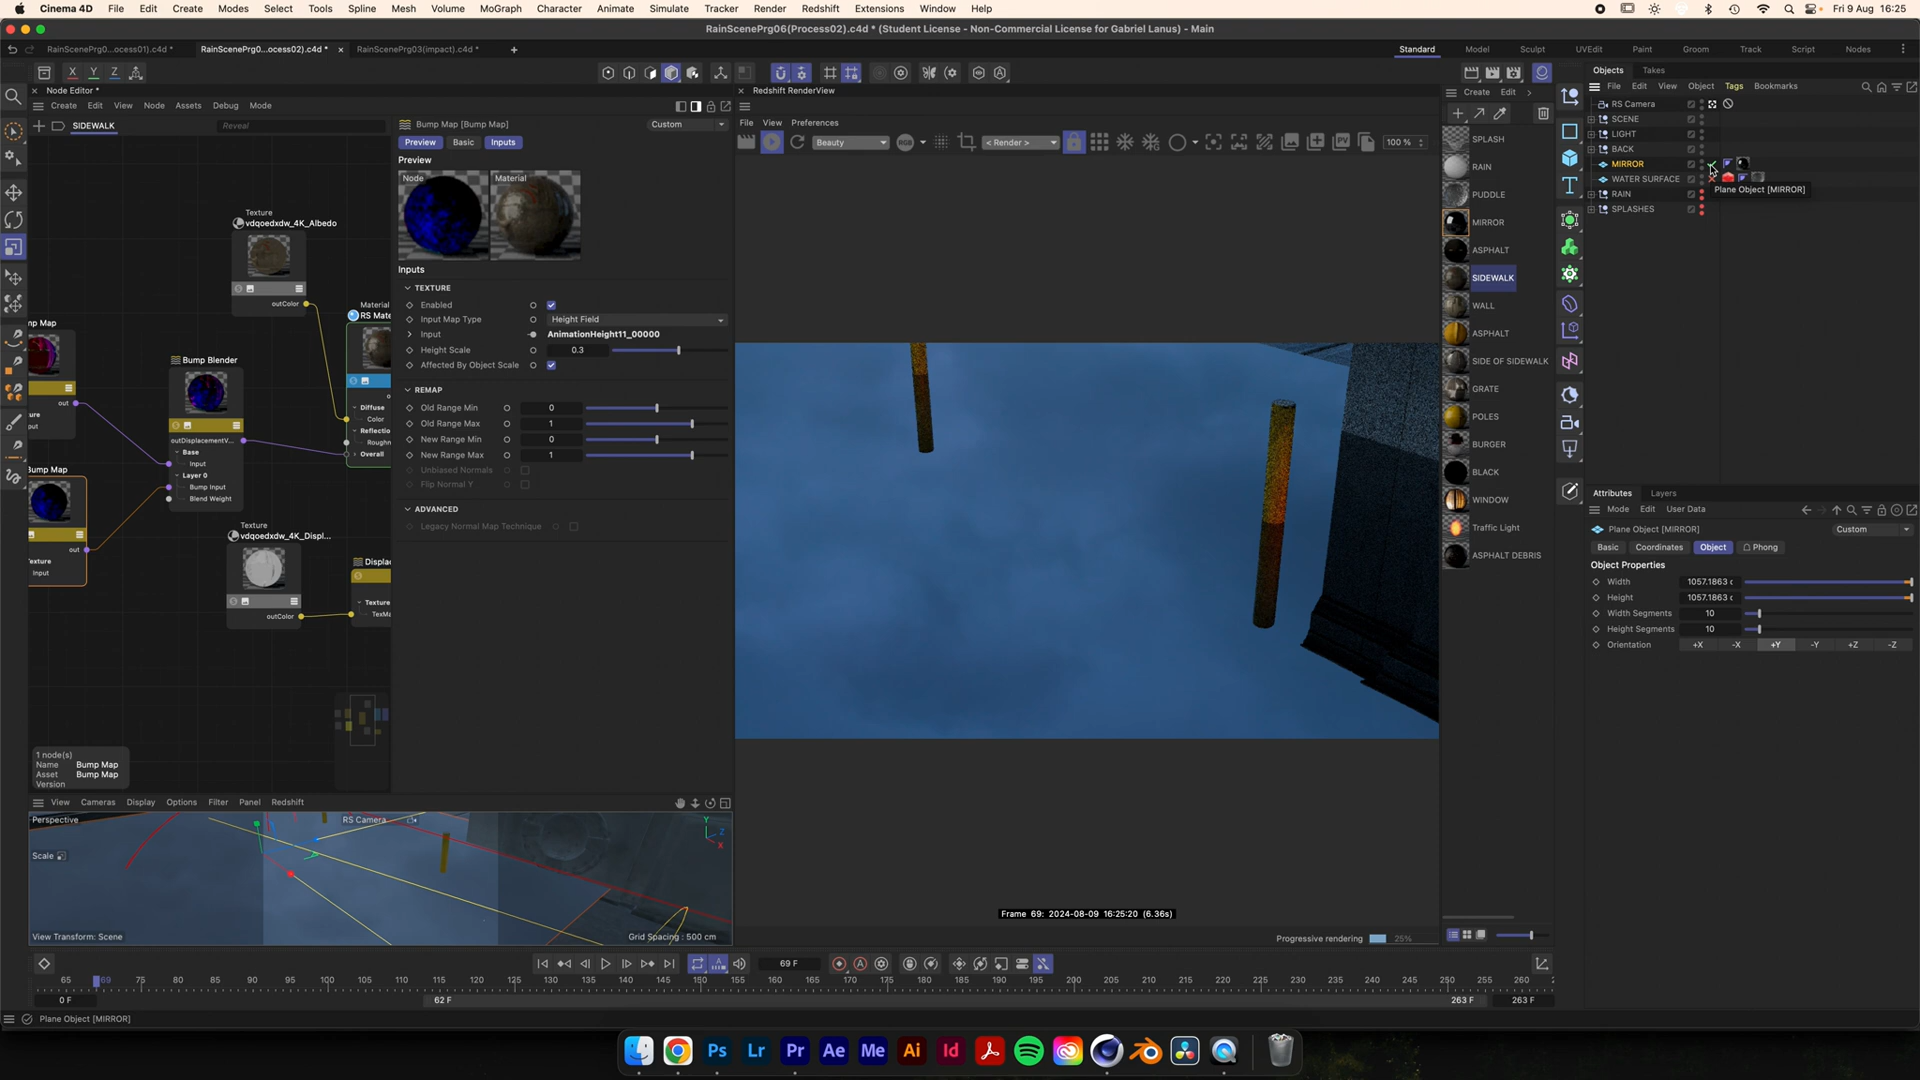 Cinema 4D File Edit Create Modes Select Tools Spline Mesh Volume MoGraph Character Animate Simulate Tracker Render Redshift Extensions Window Help Fri 9 Aug 16:25
RainScenePrg06(Process02).c4d * (Student License - Non-Commercial License for Gabriel Lanus) - Main
RainScenePrg0...ocess01).c4d * RainScenePrg0...ocess02).c4d * RainScenePrg03(impact).c4d * Standard Model Sculpt UVEdit Paint Groom Track Script Nodes
X Y Z
Node Editor *
Create Edit View Node Assets Debug Mode
SIDEWALK Reveal
Texture
vdqoedxdw_4K_Albedo
outColor
Material
RS Mate
Diffuse
Color
Reflectio
Roughn
Overall
mp Map
out
ture
put
Bump Blender
outDisplacementV...
Base
Input
Layer 0
Bump Input
Blend Weight
Bump Map
out
Texture
Input
Texture
vdqoedxdw_4K_Displ...
outColor
Displac
Texture
TexMa
1 node(s)
Name Bump Map
Asset Bump Map
Version
Bump Map [Bump Map] Custom
Preview Basic Inputs
Preview
Node Material
Inputs
TEXTURE
Enabled
Input Map Type Height Field
Input AnimationHeight11_00000
Height Scale 0.3
Affected By Object Scale
REMAP
Old Range Min 0
Old Range Max 1
New Range Min 0
New Range Max 1
Unbiased Normals
Flip Normal Y
ADVANCED
Legacy Normal Map Technique
Redshift RenderView
File View Preferences
Beauty RGB < Render > 100 %
Frame 69: 2024-08-09 16:25:20 (6.36s)
Progressive rendering 25%
Create Edit
SPLASH
RAIN
PUDDLE
MIRROR
ASPHALT
SIDEWALK
WALL
ASPHALT
SIDE OF SIDEWALK
GRATE
POLES
BURGER
BLACK
WINDOW
Traffic Light
ASPHALT DEBRIS
Objects Takes
File Edit View Object Tags Bookmarks
RS Camera
SCENE
LIGHT
BACK
MIRROR
WATER SURFACE
RAIN
SPLASHES
Plane Object [MIRROR]
Attributes Layers
Mode Edit User Data
Plane Object [MIRROR] Custom
Basic Coordinates Object Phong
Object Properties
Width 1057.1863 c
Height 1057.1863 c
Width Segments 10
Height Segments 10
Orientation +X -X +Y -Y +Z -Z
View Cameras Display Options Filter Panel Redshift
Perspective RS Camera
Y
Z
X
Scale
View Transform: Scene Grid Spacing : 500 cm
69 F
65 69 75 80 85 90 95 100 105 110 115 120 125 130 135 140 145 150 155 160 165 170 175 180 185 190 195 200 205 210 215 220 225 230 235 240 245 250 255 260 2
0 F 62 F 263 F 263 F
Plane Object [MIRROR]
Ps Lr Pr Ae Me Ai Id